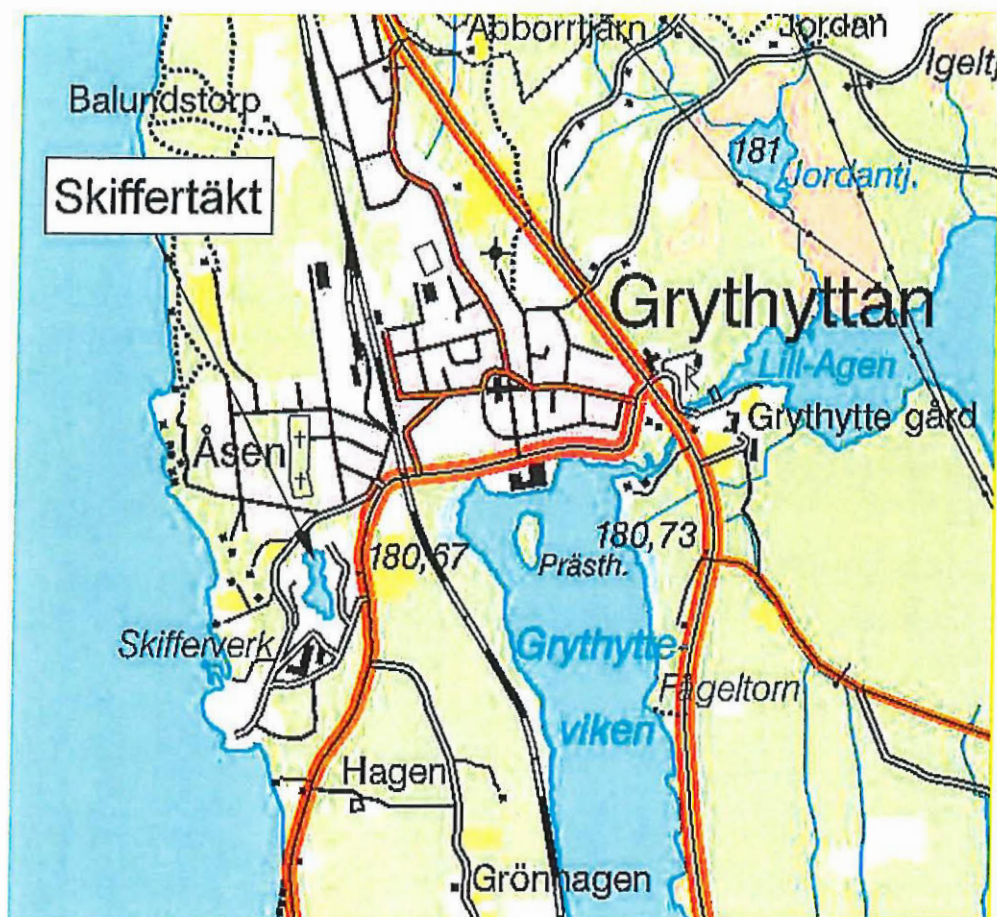 Abborrtjärn
Jordan
Igeltj
Balundstorp
181
Jordantj.
Skiffertäkt
Grythyttan
Lill-Agen
Grythytte gård
Åsen
180,67
180,73
Prästh.
Skifferverk
Grythytte-
viken
Fågeltorn
Hagen
Grönhagen